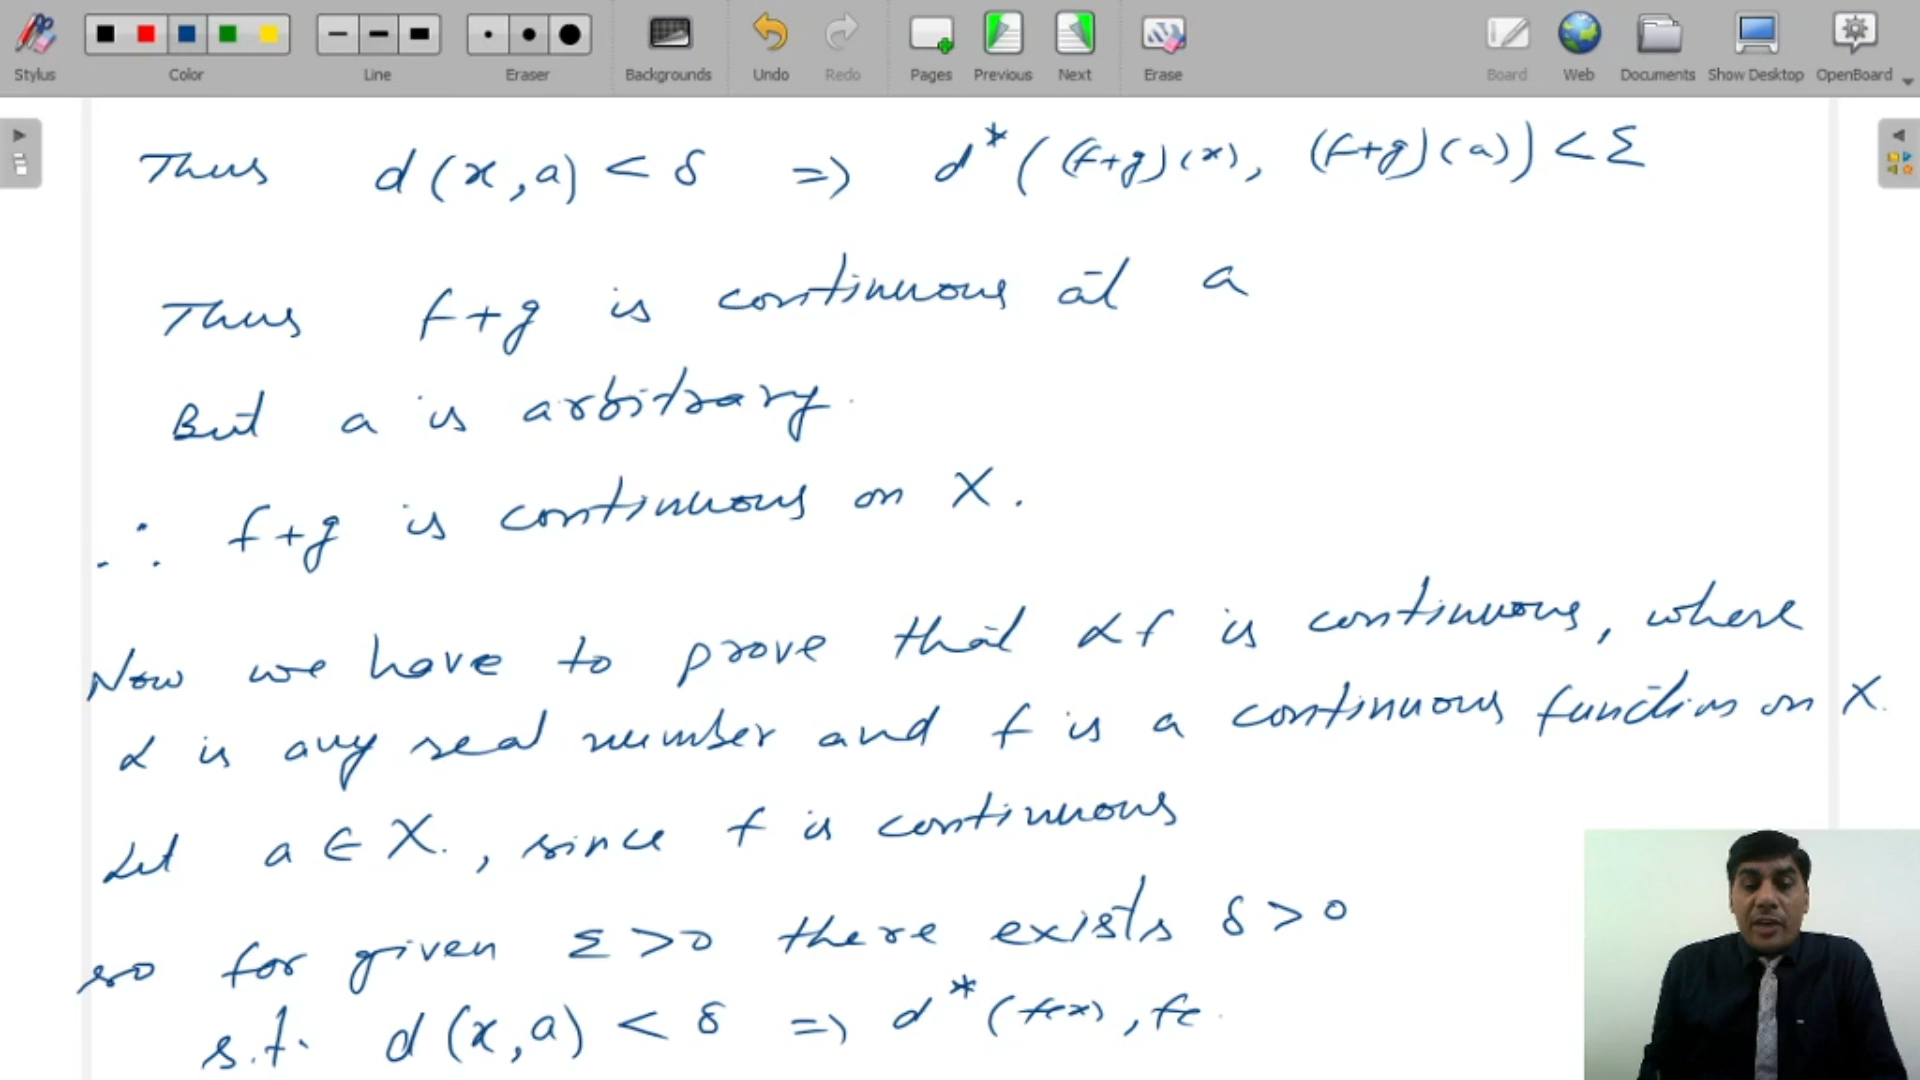 Stylus
Color
Line
Eraser
Backgrounds
Undo
Redo
Pages
Previous
Next
Erase
Board
Web
Documents
Show Desktop
OpenBoard
Thus d(x,a) < δ => d*((f+g)(x), (f+g)(a)) < Σ
Thus f+g is continuous at a
But a is arbitrary.
∴ f+g is continuous on X.
Now we have to prove that αf is continuous, where
α is any real number and f is a continuous function on X.
Let a ∈ X., since f is continuous
so for given Σ>0 there exists δ>0
s.t. d(x,a) < δ => d*(f(x), f(